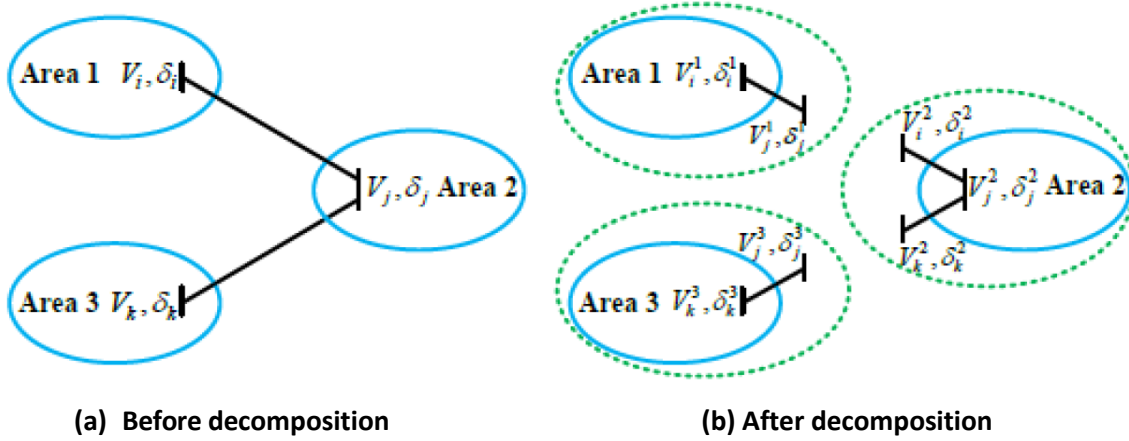 Area 1 V_i, δ_i
V_j, δ_j Area 2
Area 3 V_k, δ_k
(a) Before decomposition
Area 1 V_i^1, δ_i^1
V_j^1, δ_j^1
V_i^2, δ_i^2
V_j^2, δ_j^2 Area 2
V_k^2, δ_k^2
V_j^3, δ_j^3
Area 3 V_k^3, δ_k^3
(b) After decomposition